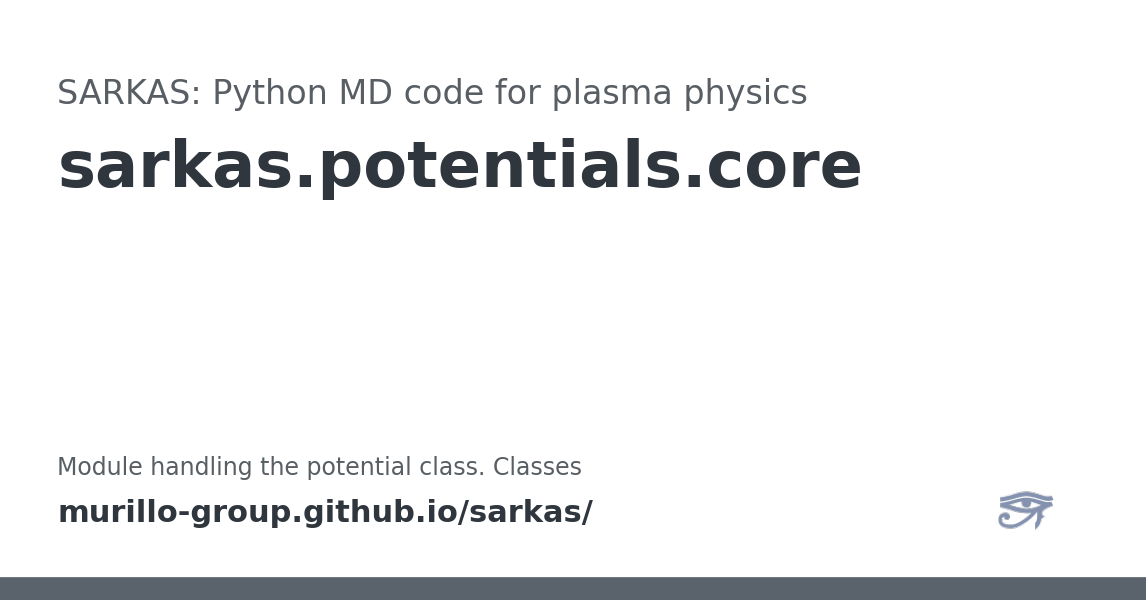 SARKAS: Python MD code for plasma physics
sarkas.potentials.core
Module handling the potential class. Classes
murillo-group.github.io/sarkas/